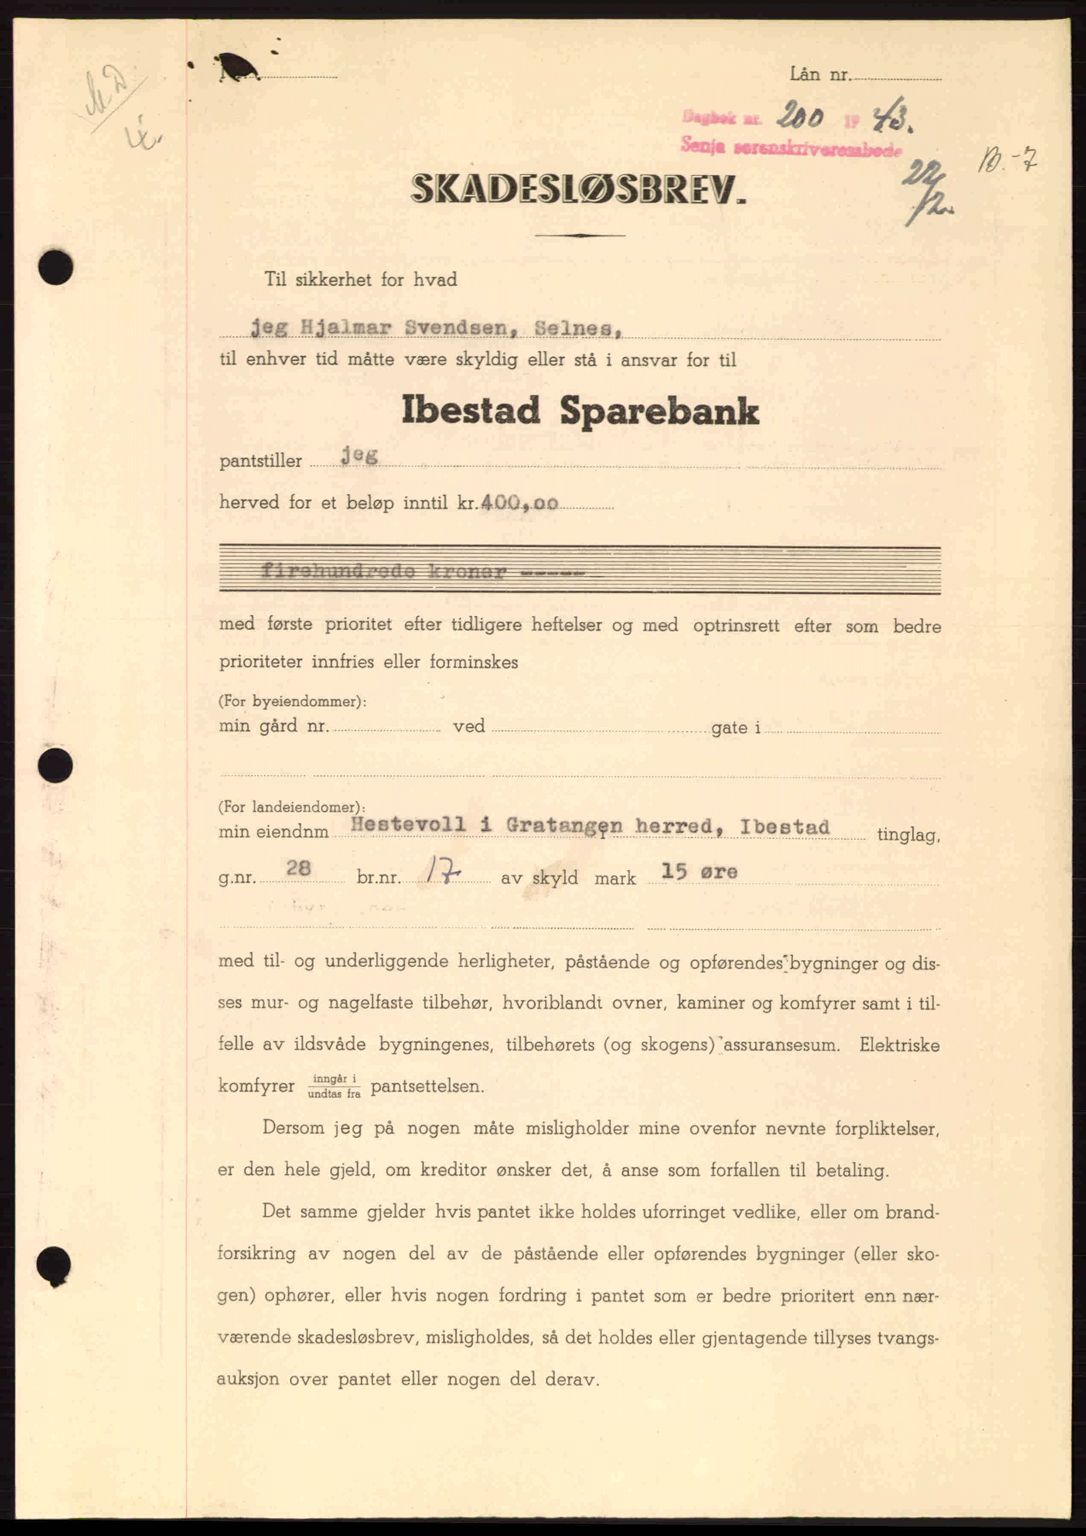 Lån nr.
M D
4.
Dagbok nr. 200 1943.
Senja sorenskriverembede
22/2.
B.-7
SKADESLØSBREV.
Til sikkerhet for hvad
jeg Hjalmar Svendsen, Selnes,
til enhver tid måtte være skyldig eller stå i ansvar for til
Ibestad Sparebank
pantstiller jeg
herved for et beløp inntil kr. 400,oo
firehundrede kroner -----
med første prioritet efter tidligere heftelser og med optrinsrett efter som bedre
prioriteter innfries eller forminskes
(For byeiendommer):
min gård nr. ved gate i
(For landeiendomer):
min eiendnm Hestevoll i Gratangen herred, Ibestad tinglag,
g.nr. 28 br.nr. 17 av skyld mark 15 øre
med til- og underliggende herligheter, påstående og opførendes bygninger og dis-
ses mur- og nagelfaste tilbehør, hvoriblandt ovner, kaminer og komfyrer samt i til-
felle av ildsvåde bygningenes, tilbehørets (og skogens) assuransesum. Elektriske
komfyrer inngår i / undtas fra pantsettelsen.
Dersom jeg på nogen måte misligholder mine ovenfor nevnte forpliktelser,
er den hele gjeld, om kreditor ønsker det, å anse som forfallen til betaling.
Det samme gjelder hvis pantet ikke holdes uforringet vedlike, eller om brand-
forsikring av nogen del av de påstående eller opførendes bygninger (eller sko-
gen) ophører, eller hvis nogen fordring i pantet som er bedre prioritert enn nær-
værende skadesløsbrev, misligholdes, så det holdes eller gjentagende tillyses tvangs-
auksjon over pantet eller nogen del derav.